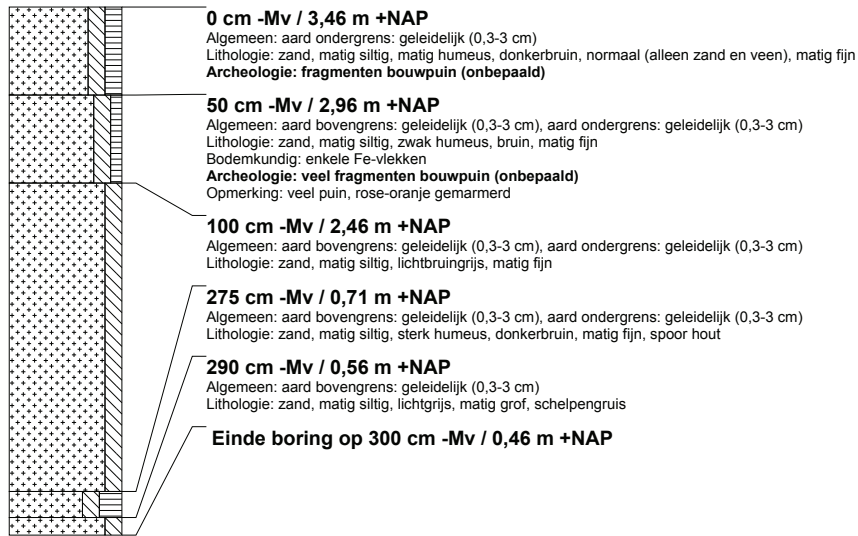 0 cm -Mv / 3,46 m +NAP
Algemeen: aard ondergrens: geleidelijk (0,3-3 cm)
Lithologie: zand, matig siltig, matig humeus, donkerbruin, normaal (alleen zand en veen), matig fijn
Archeologie: fragmenten bouwpuin (onbepaald)
50 cm -Mv / 2,96 m +NAP
Algemeen: aard bovengrens: geleidelijk (0,3-3 cm), aard ondergrens: geleidelijk (0,3-3 cm)
Lithologie: zand, matig siltig, zwak humeus, bruin, matig fijn
Bodemkundig: enkele Fe-vlekken
Archeologie: veel fragmenten bouwpuin (onbepaald)
Opmerking: veel puin, rose-oranje gemarmerd
100 cm -Mv / 2,46 m +NAP
Algemeen: aard bovengrens: geleidelijk (0,3-3 cm), aard ondergrens: geleidelijk (0,3-3 cm)
Lithologie: zand, matig siltig, lichtbruingrijs, matig fijn
275 cm -Mv / 0,71 m +NAP
Algemeen: aard bovengrens: geleidelijk (0,3-3 cm), aard ondergrens: geleidelijk (0,3-3 cm)
Lithologie: zand, matig siltig, sterk humeus, donkerbruin, matig fijn, spoor hout
290 cm -Mv / 0,56 m +NAP
Algemeen: aard bovengrens: geleidelijk (0,3-3 cm)
Lithologie: zand, matig siltig, lichtgrijs, matig grof, schelpengruis
Einde boring op 300 cm -Mv / 0,46 m +NAP